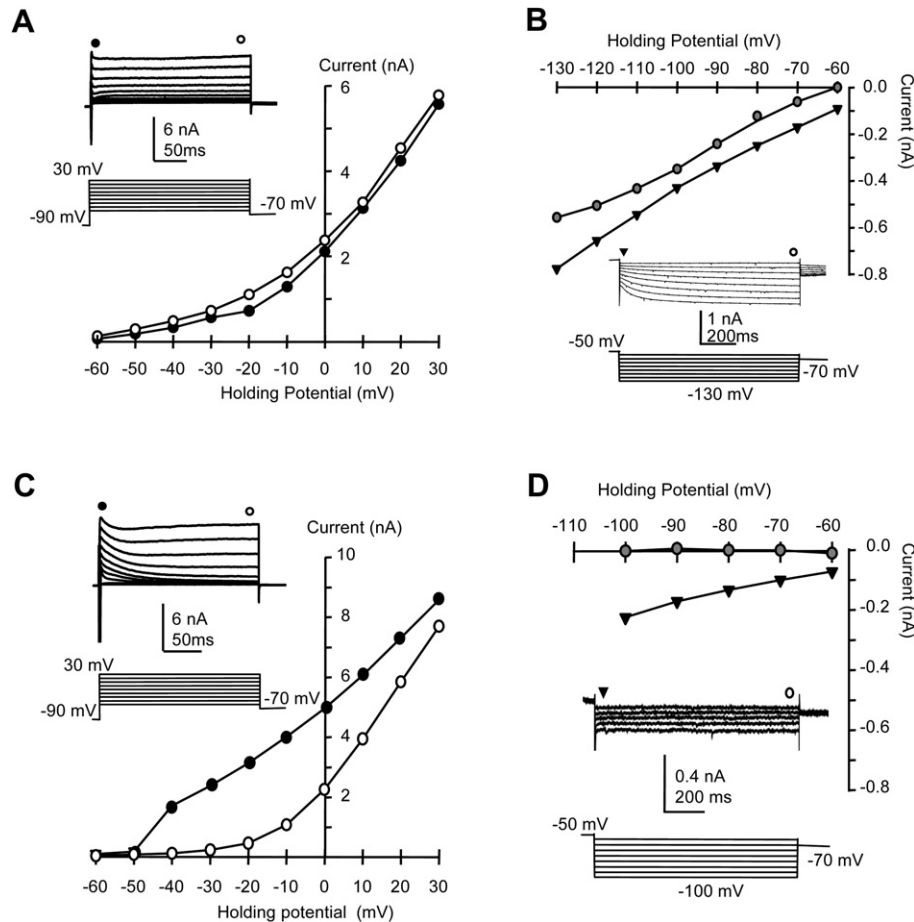 A
Current (nA)
6
4
2
6 nA
50ms
30 mV
-90 mV
-70 mV
-60 -50 -40 -30 -20 -10 0 10 20 30
Holding Potential (mV)
B
Holding Potential (mV)
-130 -120 -110 -100 -90 -80 -70 -60
0.0
-0.2
-0.4
-0.6
-0.8
Current (nA)
1 nA
200ms
-50 mV
-70 mV
-130 mV
C
Current (nA)
10
8
6
4
2
6 nA
50ms
30 mV
-90 mV
-70 mV
-60 -50 -40 -30 -20 -10 0 10 20 30
Holding potential (mV)
D
Holding Potential (mV)
-110 -100 -90 -80 -70 -60
0.0
-0.2
-0.4
-0.6
-0.8
Current (nA)
0.4 nA
200 ms
-50 mV
-70 mV
-100 mV